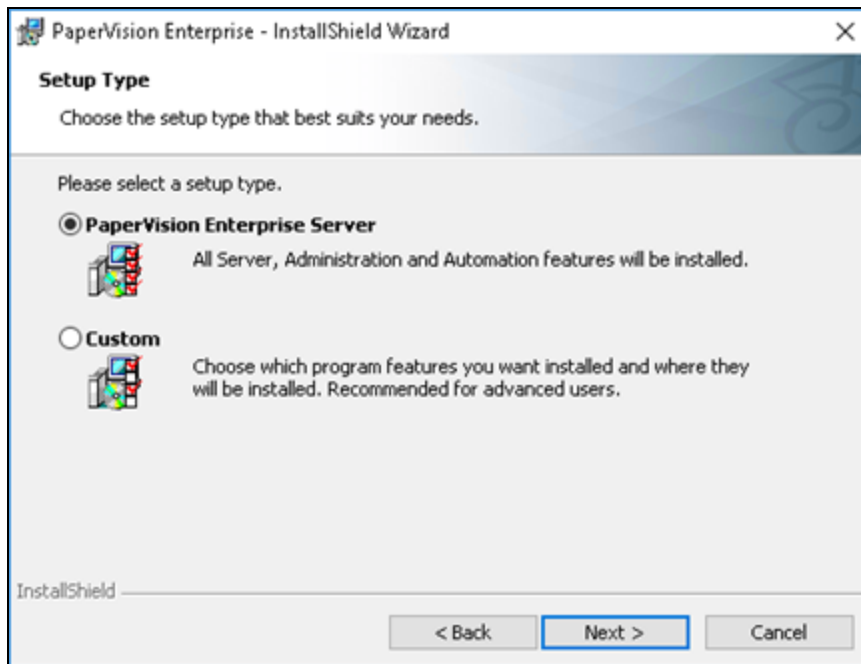 PaperVision Enterprise - InstallShield Wizard
Setup Type
Choose the setup type that best suits your needs.
Please select a setup type.
PaperVision Enterprise Server
All Server, Administration and Automation features will be installed.
Custom
Choose which program features you want installed and where they
will be installed. Recommended for advanced users.
InstallShield
< Back
Next >
Cancel